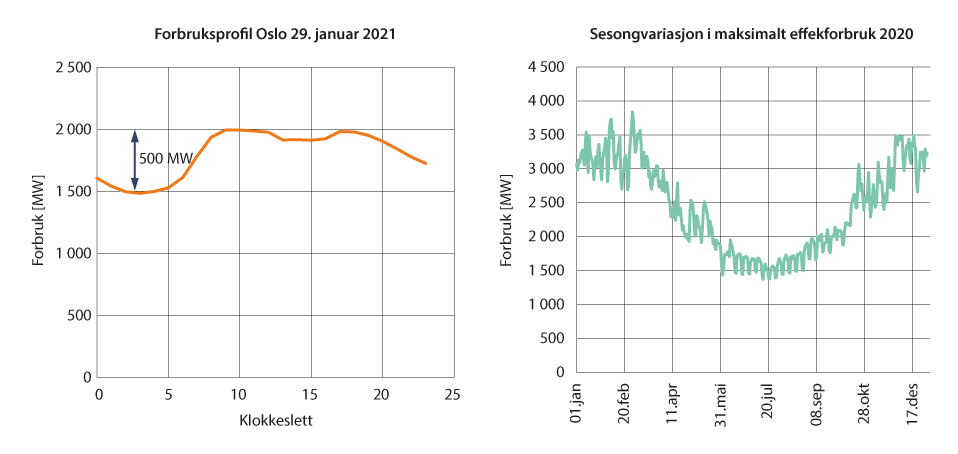 Forbruksprofil Oslo 29. januar 2021
Forbruk [MW]
2 500
2 000
1 500
1 000
500
0
500 MW
0 5 10 15 20 25
Klokkeslett
Sesongvariasjon i maksimalt effekforbruk 2020
Forbruk [MW]
4 500
4 000
3 500
3 000
2 500
2 000
1 500
1 000
500
0
01.jan
20.feb
11.apr
31.mai
20.jul
08.sep
28.okt
17.des